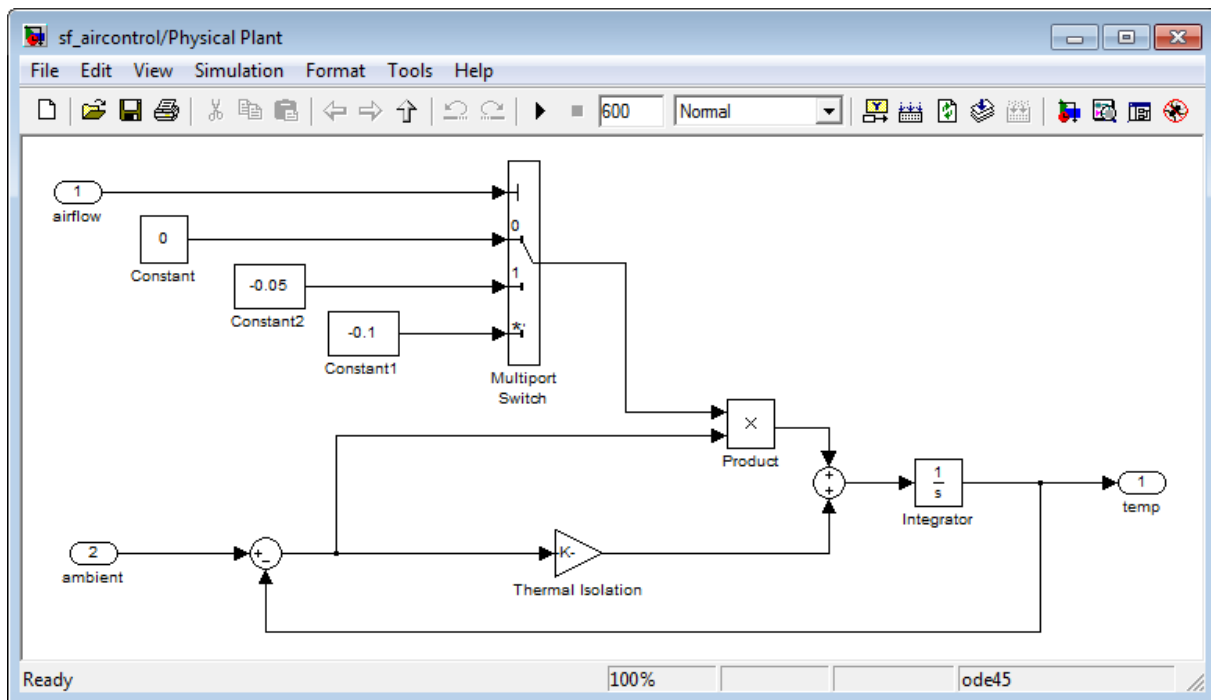 sf_aircontrol/Physical Plant
File Edit View Simulation Format Tools Help
600 Normal
1
airflow
0
Constant
-0.05
Constant2
-0.1
Constant1
0
1
*
Multiport
Switch
×
Product
+
+
1
s
Integrator
1
temp
2
ambient
+
−
K-
Thermal Isolation
Ready 100% ode45